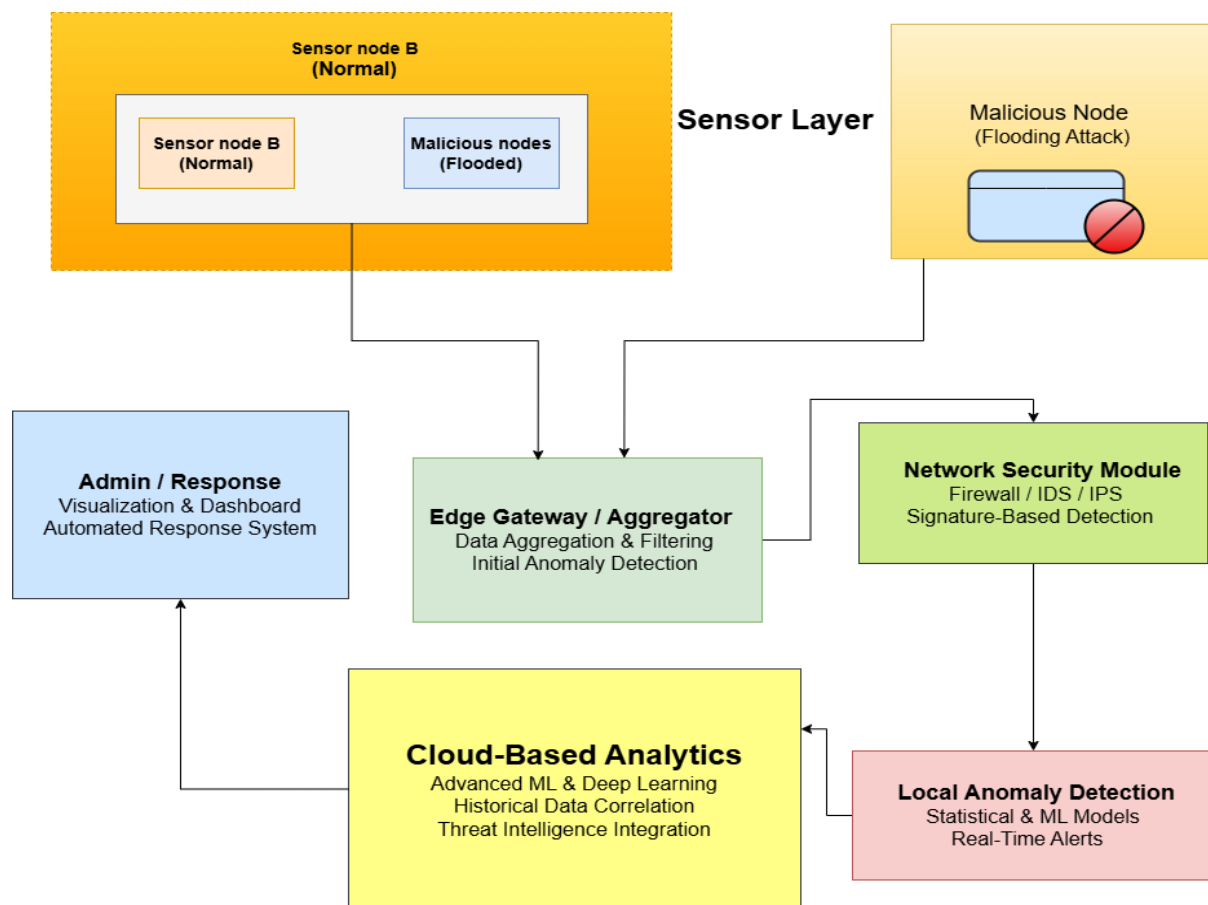 Sensor node B
(Normal)
Sensor node B
(Normal)
Malicious nodes
(Flooded)
Sensor Layer
Malicious Node
(Flooding Attack)
Admin / Response
Visualization & Dashboard
Automated Response System
Edge Gateway / Aggregator
Data Aggregation & Filtering
Initial Anomaly Detection
Network Security Module
Firewall / IDS / IPS
Signature-Based Detection
Cloud-Based Analytics
Advanced ML & Deep Learning
Historical Data Correlation
Threat Intelligence Integration
Local Anomaly Detection
Statistical & ML Models
Real-Time Alerts